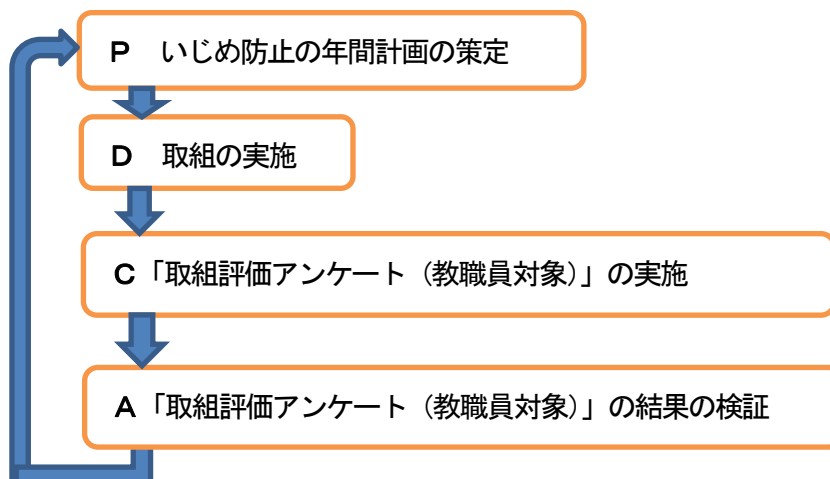 P　いじめ防止の年間計画の策定
D　取組の実施
C「取組評価アンケート（教職員対象）」の実施
A「取組評価アンケート（教職員対象）」の結果の検証